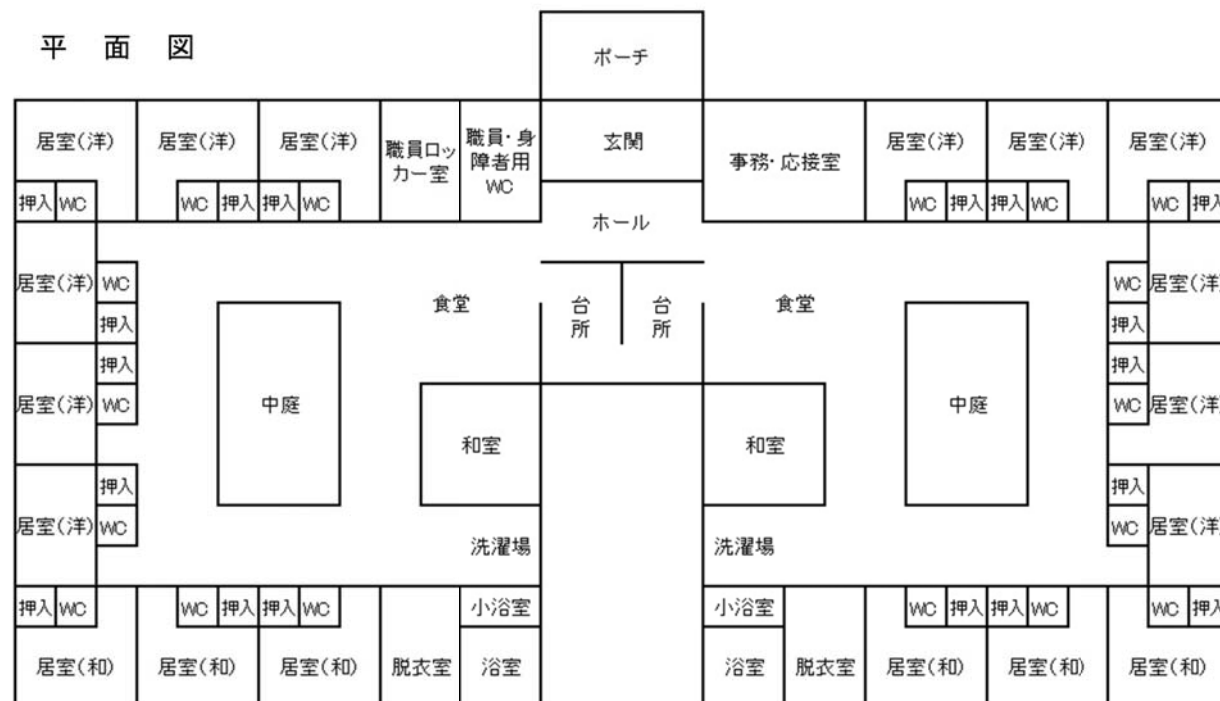 平 面 図
ポーチ
居室(洋)
居室(洋)
居室(洋)
職員ロッ
カー室
職員・身
障者用
WC
玄関
事務・応接室
居室(洋)
居室(洋)
居室(洋)
押入
WC
WC
押入
押入
WC
WC
押入
押入
WC
WC
押入
ホール
居室(洋)
WC
押入
食堂
台
所
台
所
食堂
WC
押入
居室(洋)
押入
居室(洋)
WC
中庭
和室
和室
中庭
押入
WC
居室(洋)
押入
居室(洋)
WC
洗濯場
洗濯場
押入
WC
居室(洋)
押入
WC
WC
押入
押入
WC
小浴室
小浴室
WC
押入
押入
WC
WC
押入
居室(和)
居室(和)
居室(和)
脱衣室
浴室
浴室
脱衣室
居室(和)
居室(和)
居室(和)